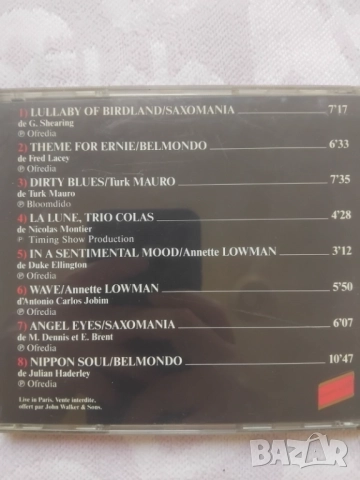 1) LULLABY OF BIRDLAND/SAXOMANIA 7'17
de G. Shearing
℗ Ofredia
2) THEME FOR ERNIE/BELMONDO 6'33
de Fred Lacey
℗ Ofredia
3) DIRTY BLUES/Turk MAURO 7'35
de Turk Mauro
℗ Bloomdido
4) LA LUNE, TRIO COLAS 4'28
de Nicolas Montier
P Timing Show Production
5) IN A SENTIMENTAL MOOD/Annette LOWMAN 3'12
de Duke Ellington
℗ Ofredia
6) WAVE/Annette LOWMAN 5'50
d'Antonio Carlos Jobim
℗ Ofredia
7) ANGEL EYES/SAXOMANIA 6'07
de M. Dennis et E. Brent
℗ Ofredia
8) NIPPON SOUL/BELMONDO 10'47
de Julian Haderley
℗ Ofredia
Live in Paris. Vente interdite,
offert par John Walker & Sons.
bazar